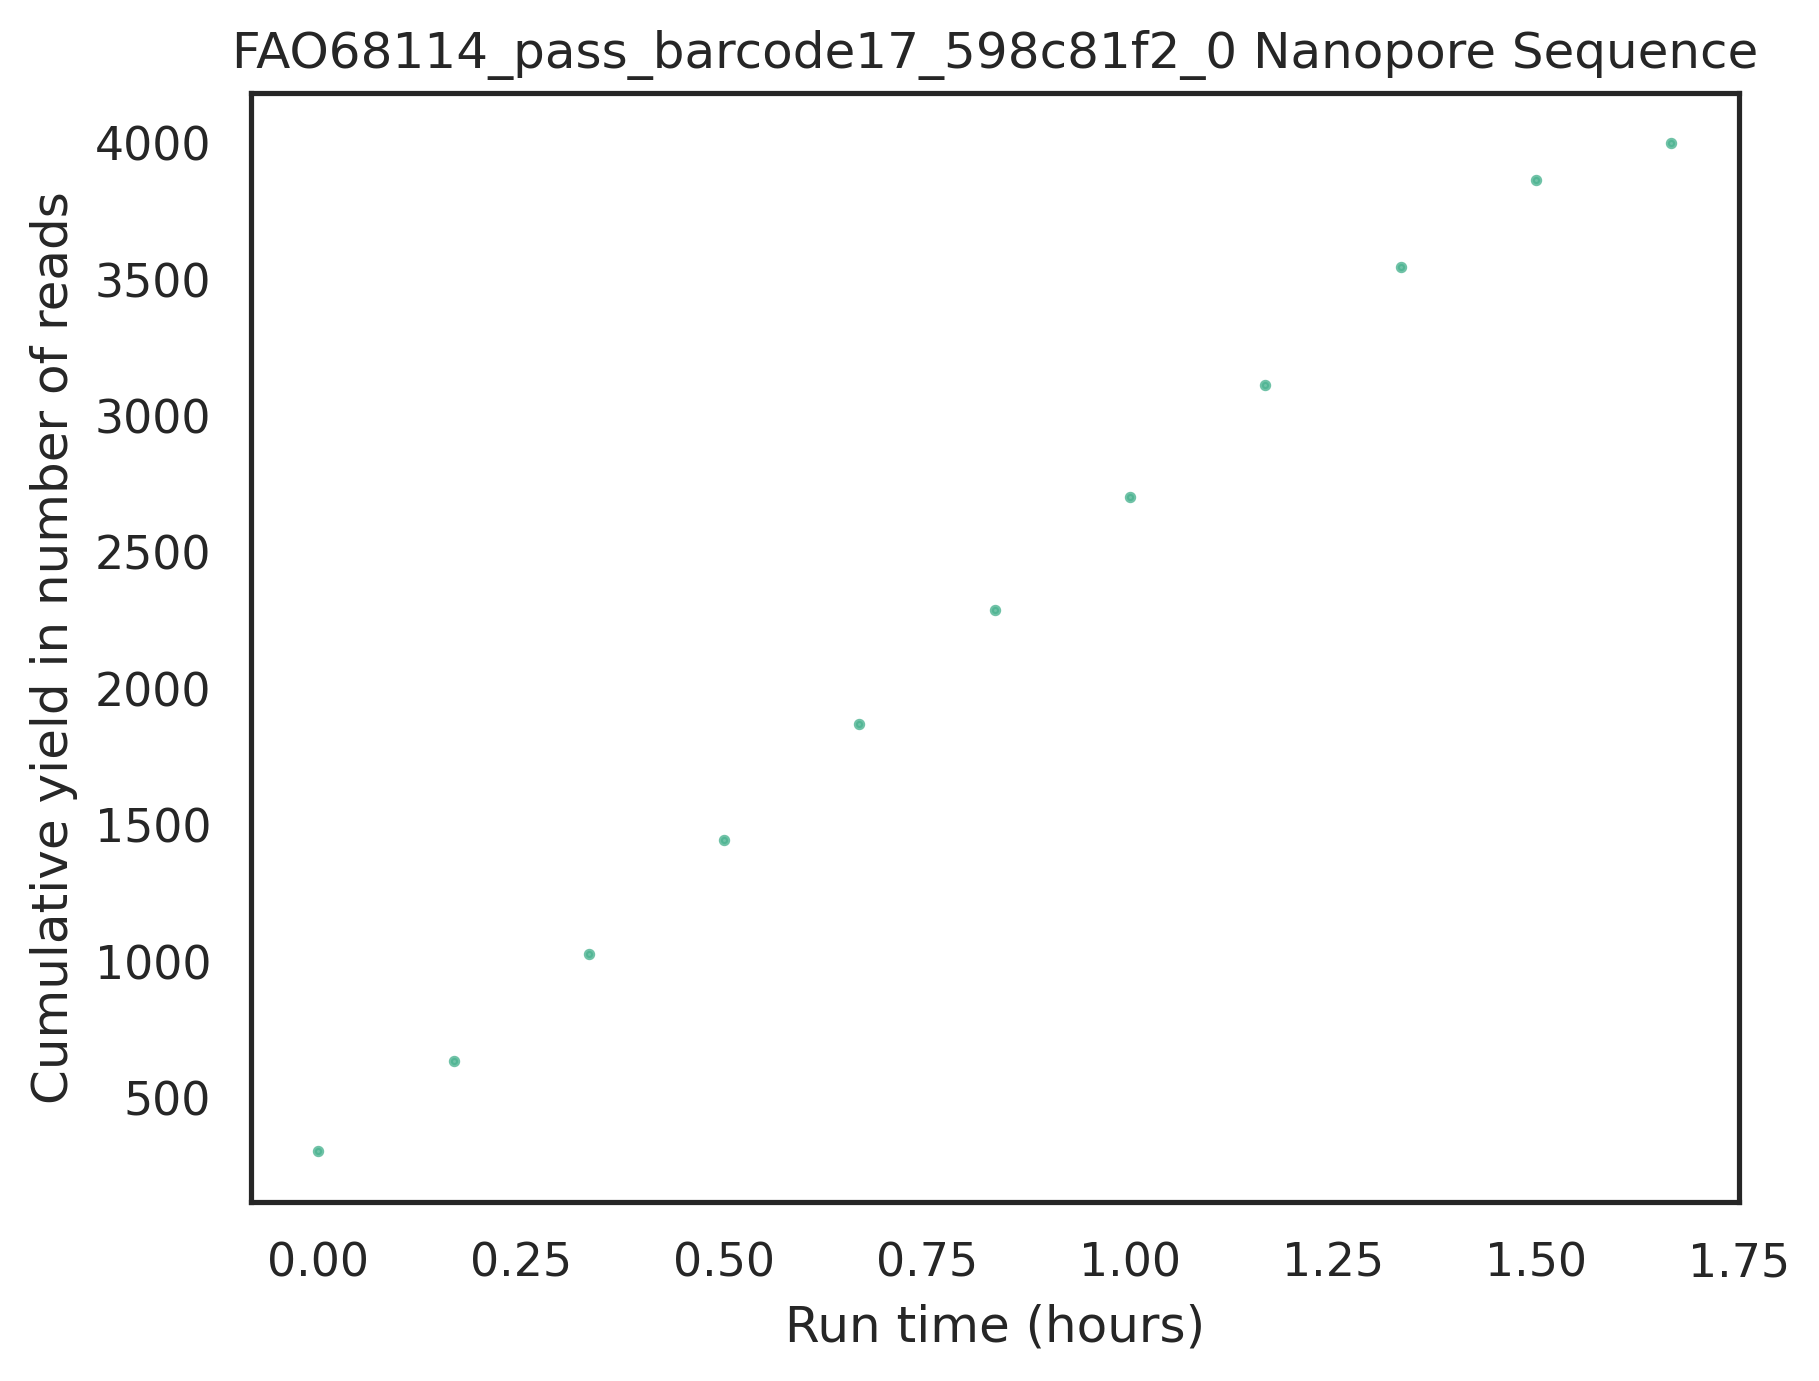 FAO68114_pass_barcode17_598c81f2_0 Nanopore Sequence
Cumulative yield in number of reads
4000
3500
3000
2500
2000
1500
1000
500
0.00 0.25 0.50 0.75 1.00 1.25 1.50 1.75
Run time (hours)